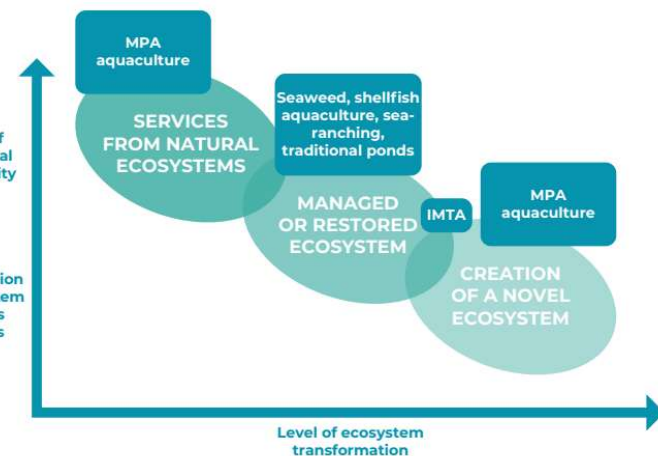 MPA
aquaculture
SERVICES
FROM NATURAL
ECOSYSTEMS
Seaweed, shellfish
aquaculture, sea-
ranching,
traditional ponds
MANAGED
OR RESTORED
ECOSYSTEM
IMTA
MPA
aquaculture
CREATION
OF A NOVEL
ECOSYSTEM
Level of ecosystem
transformation